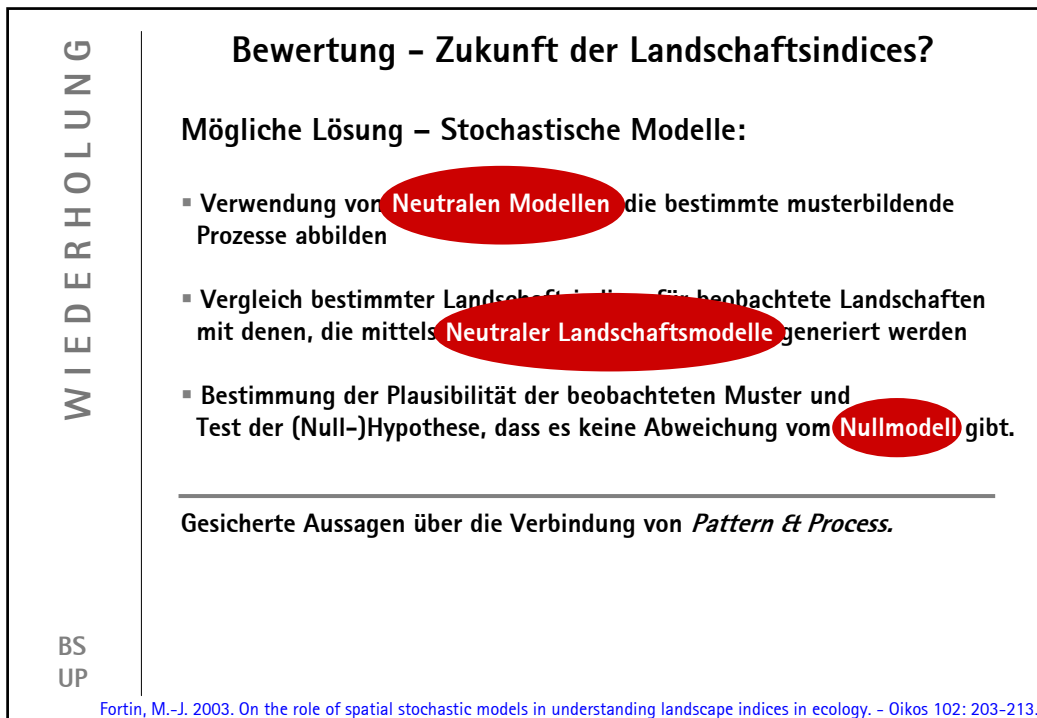 WIEDERHOLUNG
Bewertung - Zukunft der Landschaftsindices?
Mögliche Lösung – Stochastische Modelle:
▪ Verwendung von Neutralen Modellen die bestimmte musterbildende
Prozesse abbilden
▪ Vergleich bestimmter Landschaftsindices für beobachtete Landschaften
mit denen, die mittels Neutraler Landschaftsmodelle generiert werden
▪ Bestimmung der Plausibilität der beobachteten Muster und
Test der (Null-)Hypothese, dass es keine Abweichung vom Nullmodell gibt.
Gesicherte Aussagen über die Verbindung von Pattern & Process.
BS
UP
Fortin, M.-J. 2003. On the role of spatial stochastic models in understanding landscape indices in ecology. - Oikos 102: 203-213.